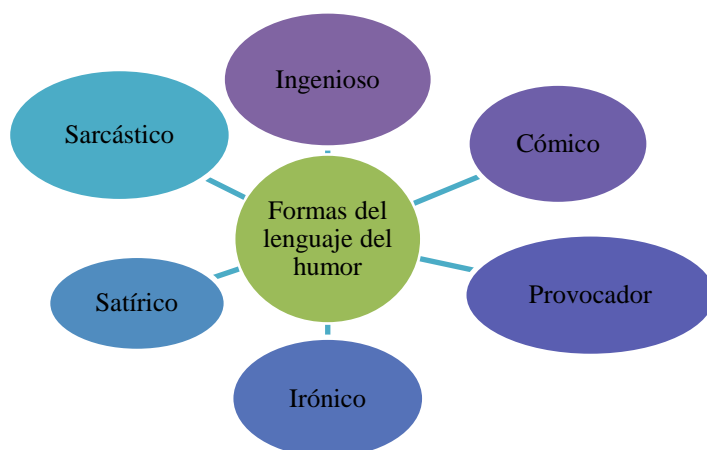 Ingenioso
Sarcástico
Cómico
Formas del
lenguaje del
humor
Satírico
Provocador
Irónico